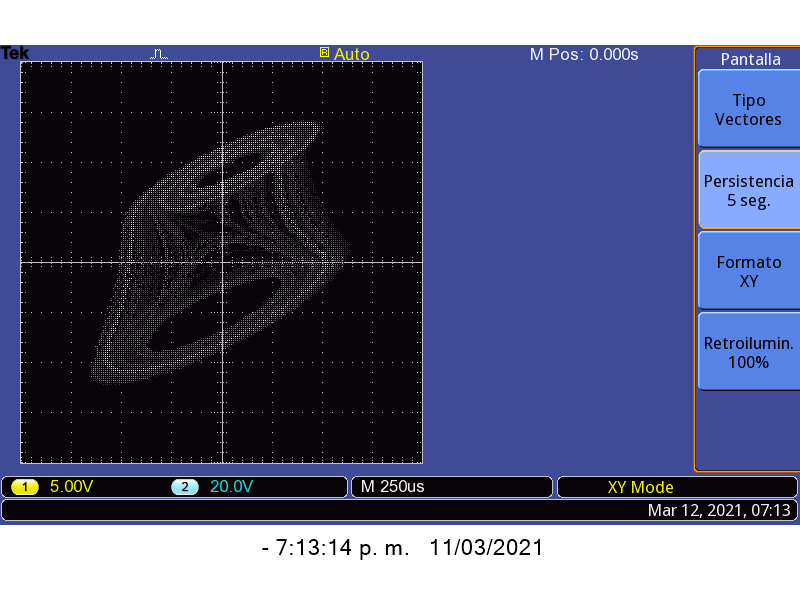 Tek
R Auto
M Pos: 0.000s
Pantalla
Tipo
Vectores
Persistencia
5 seg.
Formato
XY
Retroilumin.
100%
1 5.00V
2 20.0V
M 250us
XY Mode
Mar 12, 2021, 07:13
- 7:13:14 p. m. 11/03/2021